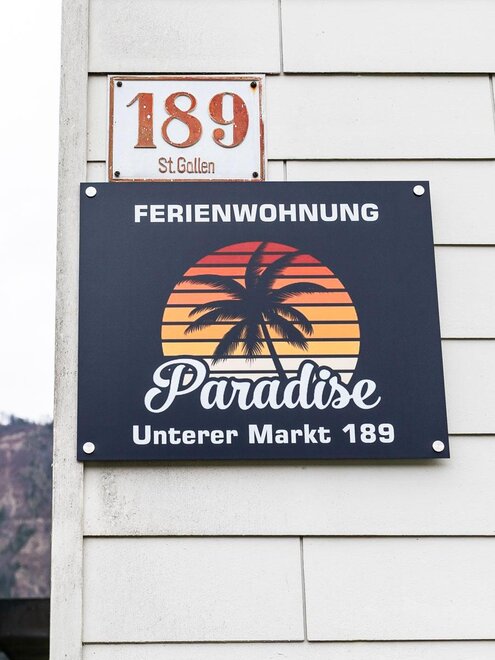 189
St. Gallen
FERIENWOHNUNG
Paradise
Unterer Markt 189